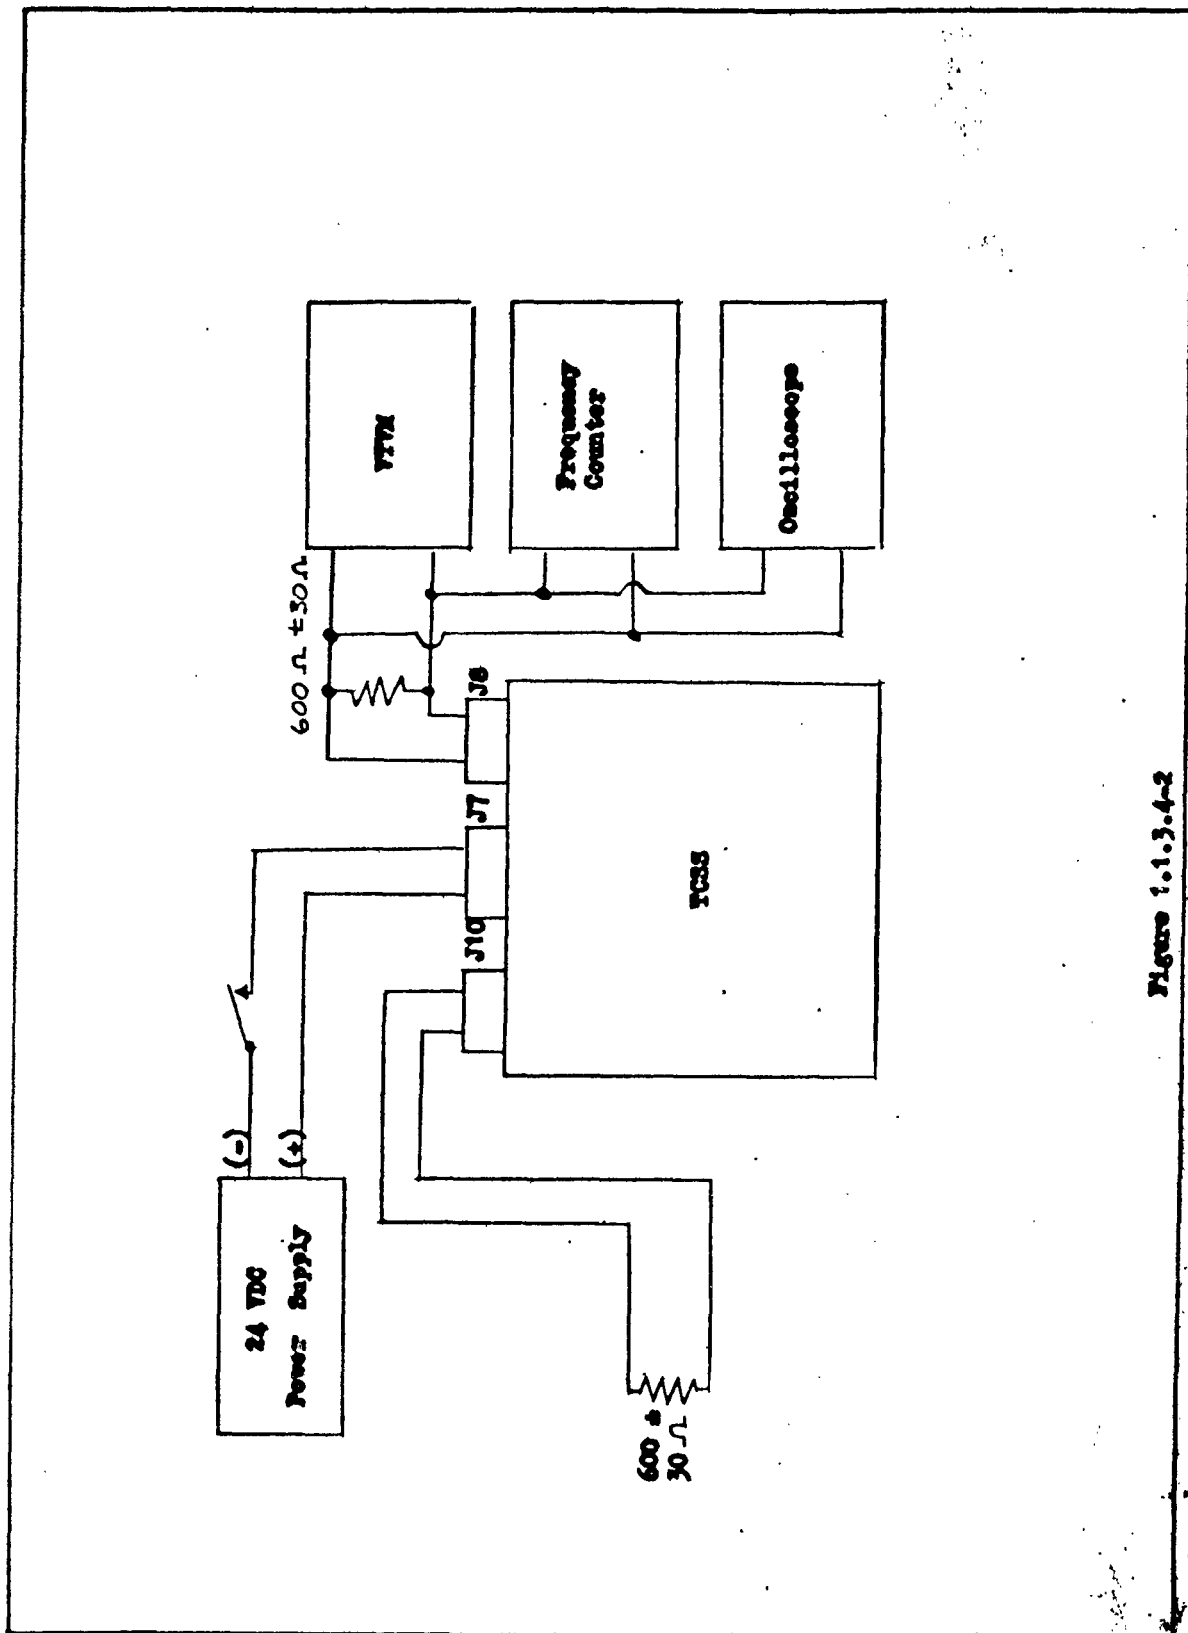 24 VDC
Power Supply
(-)
(+)
600 Ω ±30Ω
VTVM
Frequency
Counter
Oscilloscope
J10
J7
J8
TCSS
600 ±
30 Ω
Figure 1.1.3.4-2